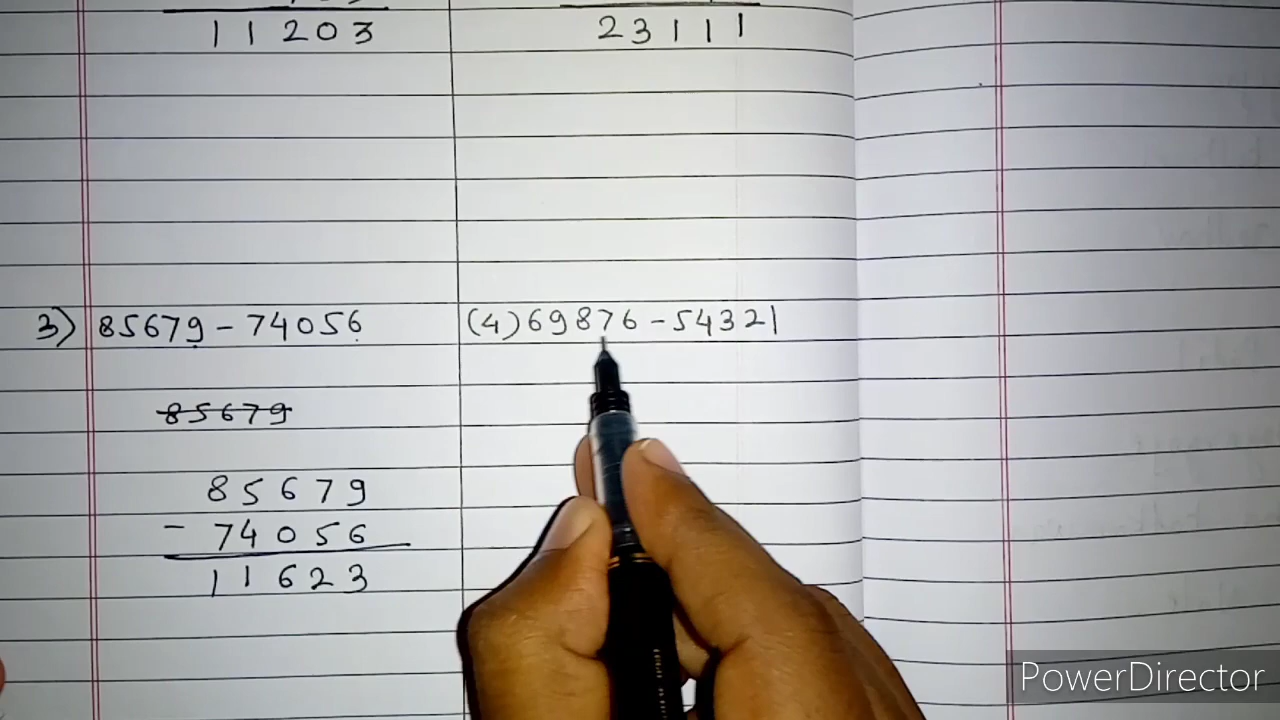 11203
23111
3) 85679 - 74056
85679
85679
- 74056
11623
(4) 69876 - 54321
PowerDirector